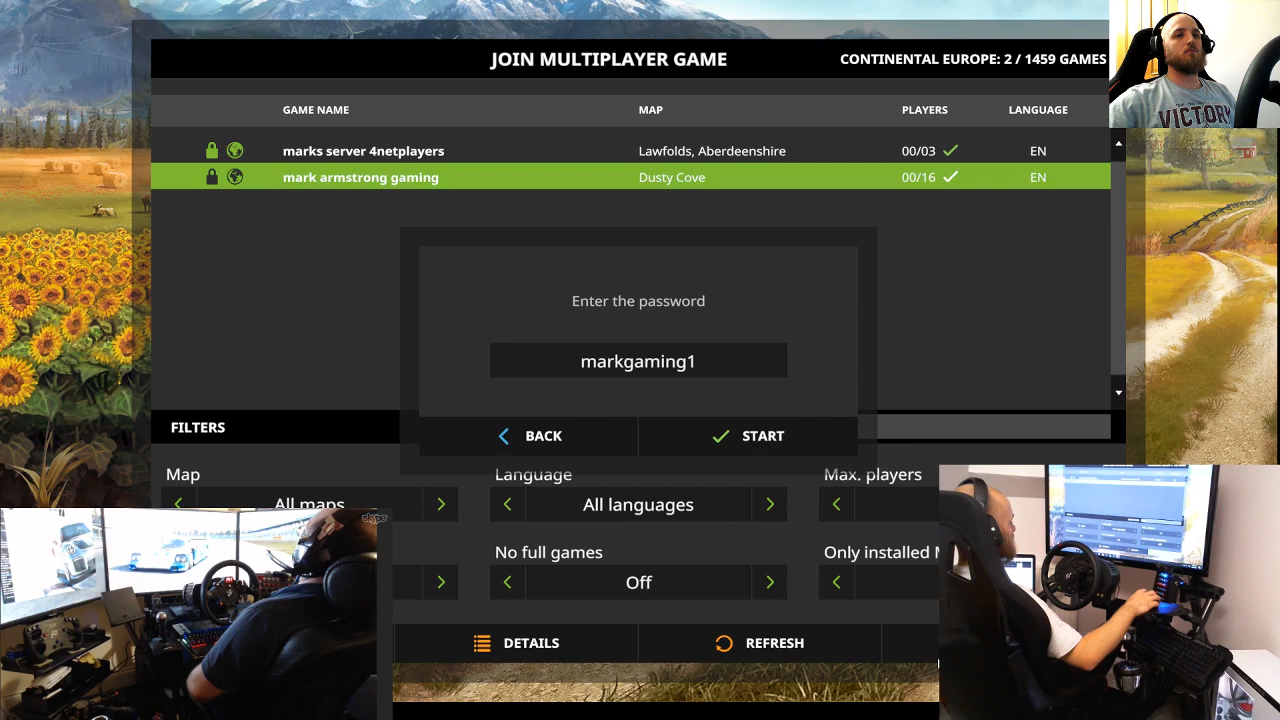 JOIN MULTIPLAYER GAME
CONTINENTAL EUROPE: 2 / 1459 GAMES
GAME NAME MAP PLAYERS LANGUAGE
marks server 4netplayers Lawfolds, Aberdeenshire 00/03 EN
mark armstrong gaming Dusty Cove 00/16 EN
Enter the password
markgaming1
BACK START
FILTERS
Map Language Max. players
All maps All languages
No full games Only installed
Off
DETAILS REFRESH
VICTORY
skype